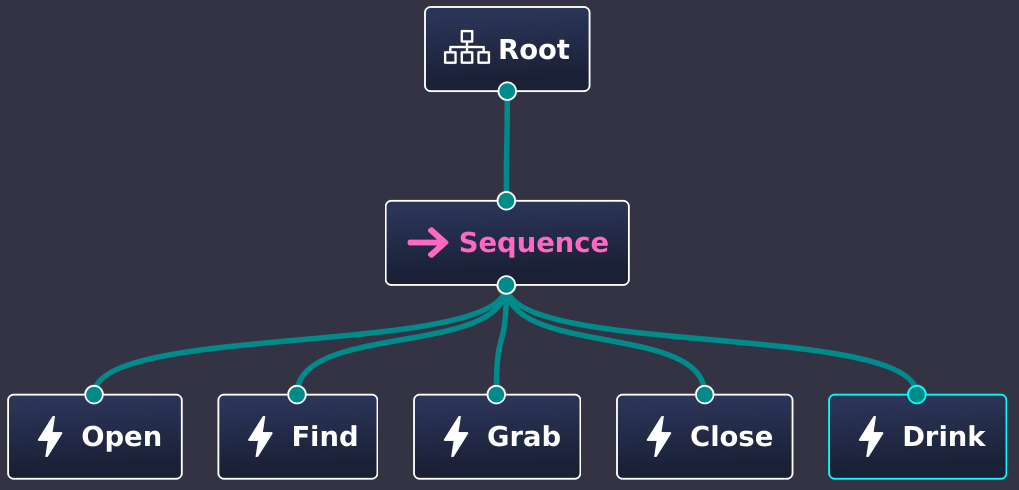 Root
Sequence
Open
Find
Grab
Close
Drink